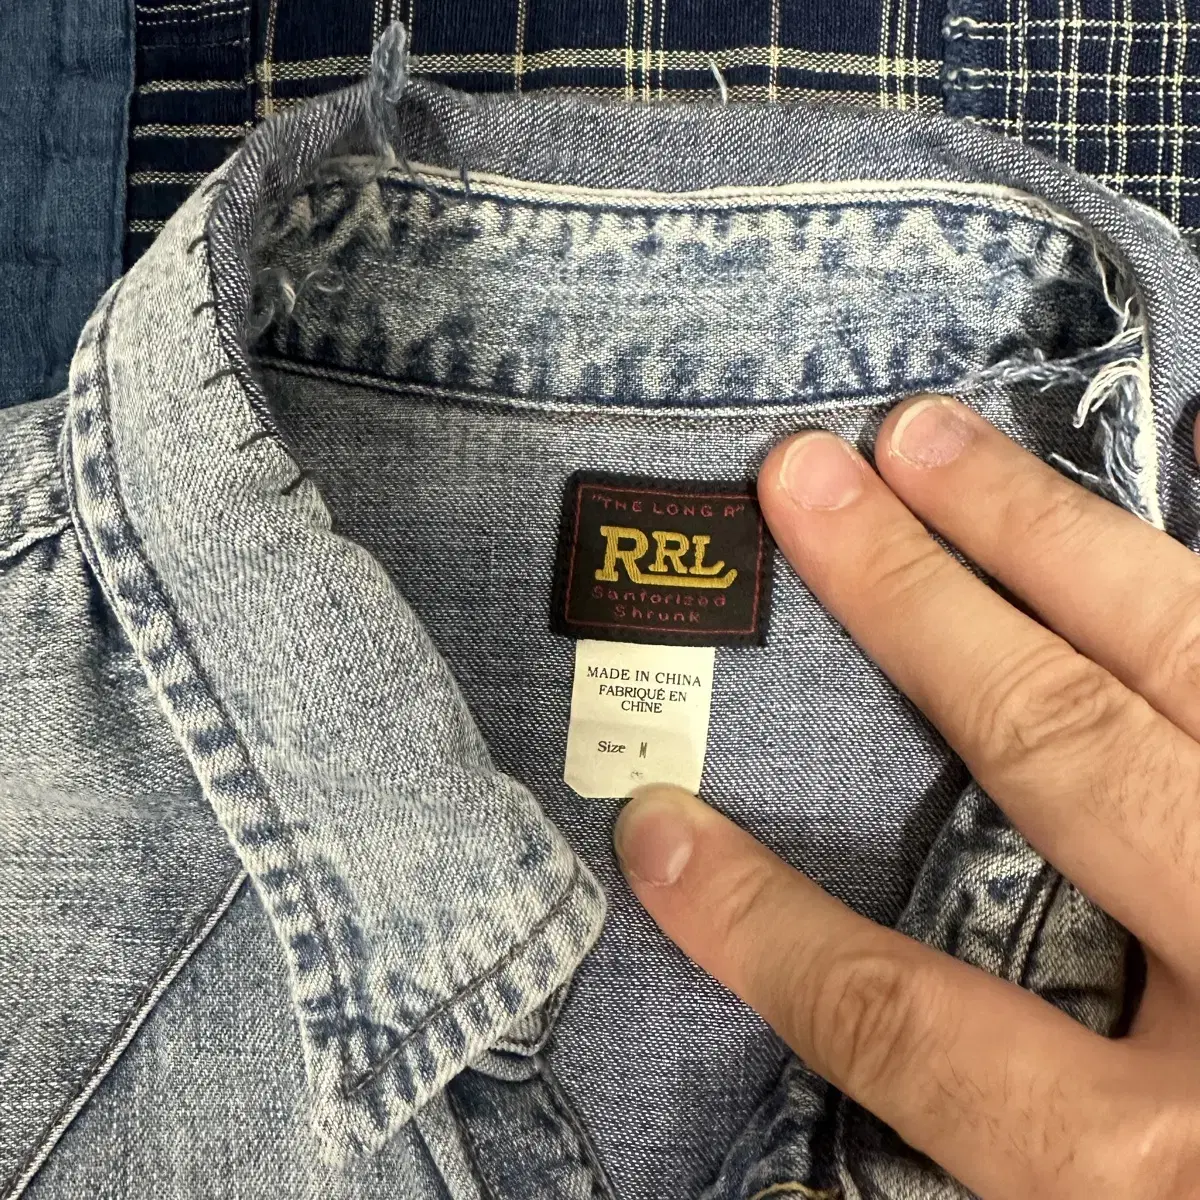 "THE LONG R"
RRL
Sanforized
Shrunk
MADE IN CHINA
FABRIQUÉ EN
CHINE
Size M